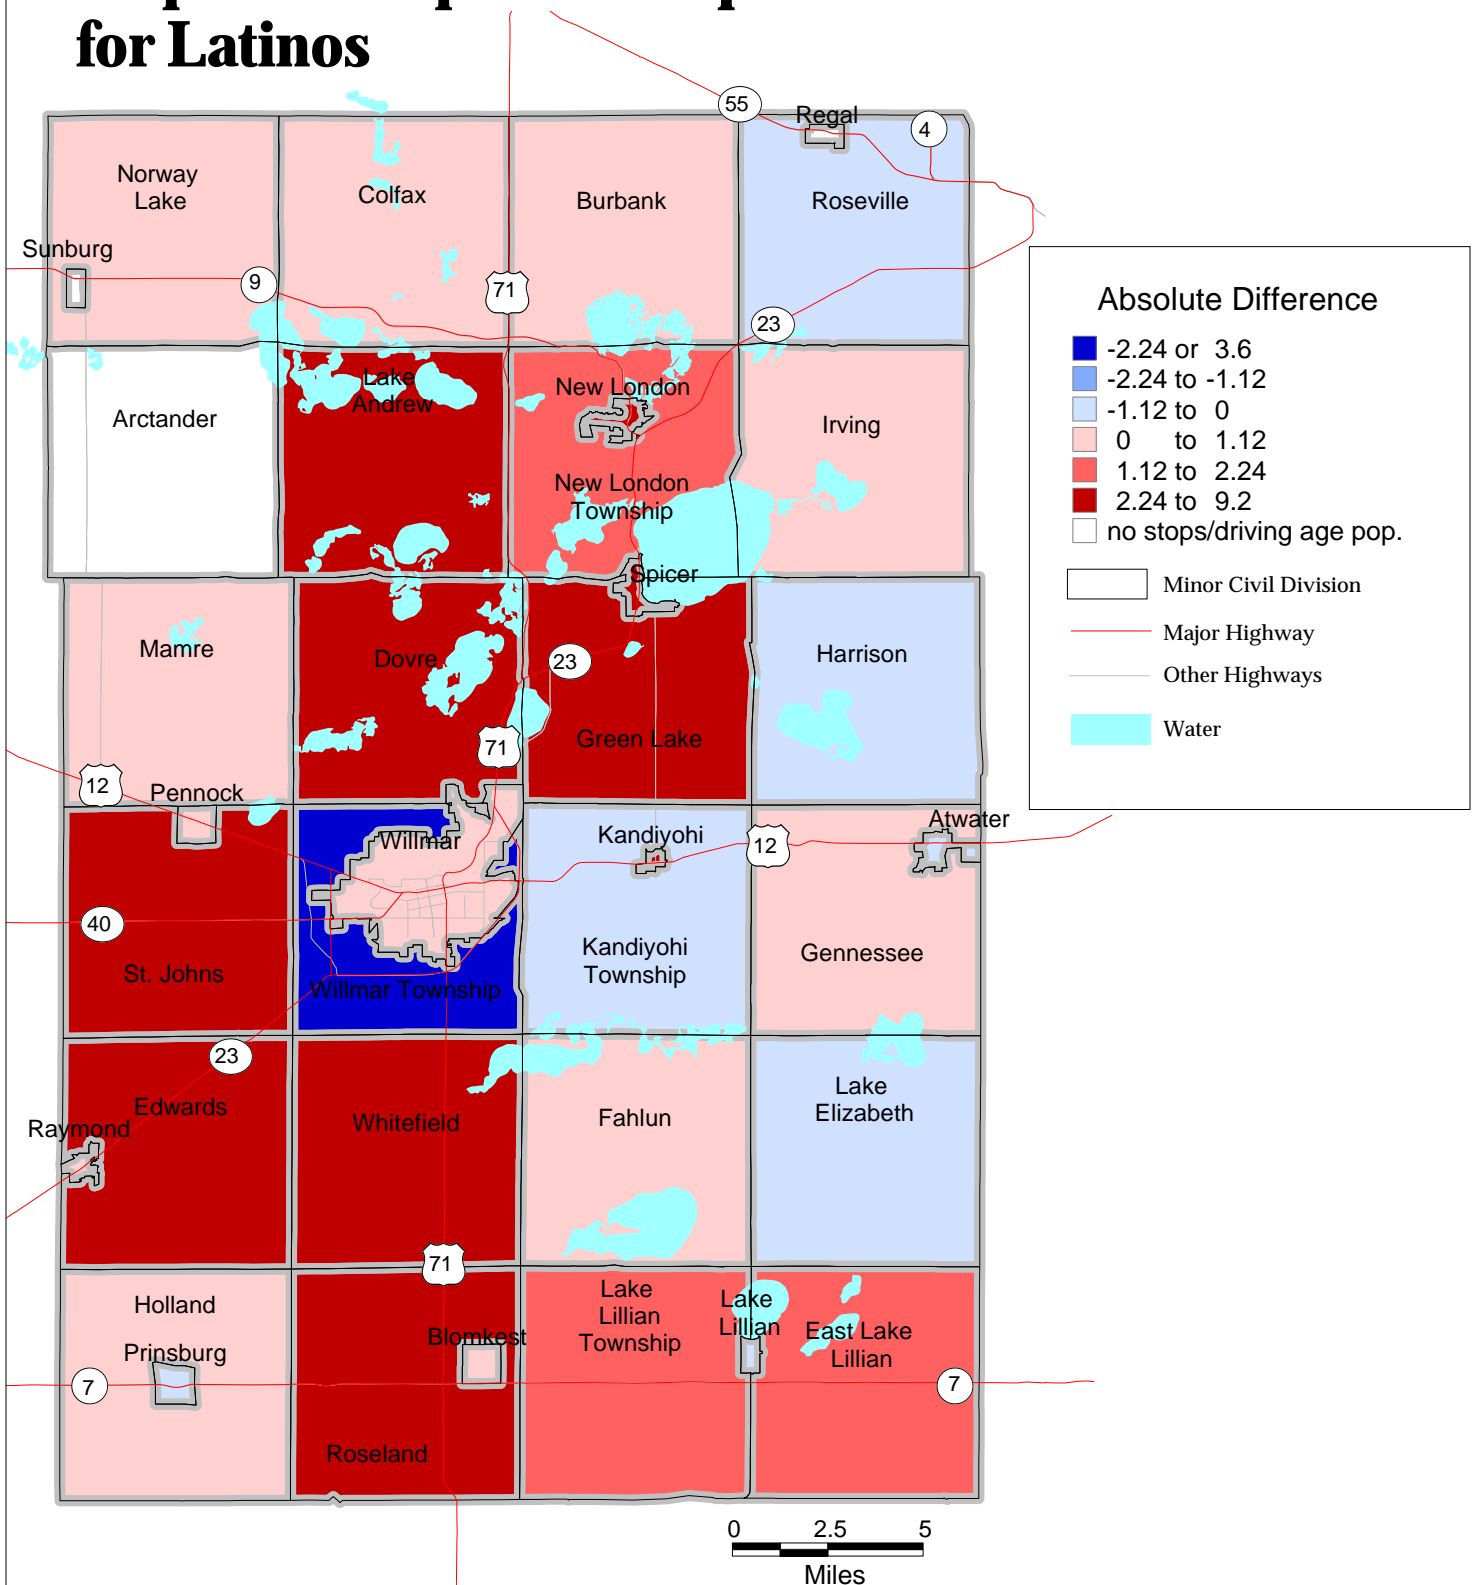 for Latinos
55
Regal
4
Norway
Lake
Colfax
Burbank
Roseville
Sunburg
9
71
23
Absolute Difference
-2.24 or 3.6
-2.24 to -1.12
-1.12 to 0
0 to 1.12
1.12 to 2.24
2.24 to 9.2
no stops/driving age pop.
Minor Civil Division
Major Highway
Other Highways
Water
Arctander
Lake
Andrew
New London
Irving
New London
Township
Spicer
Mamre
Dovre
23
Harrison
71
Green Lake
12
Pennock
Willmar
Kandiyohi
12
Atwater
40
St. Johns
Willmar Township
Kandiyohi
Township
Gennessee
23
Edwards
Raymond
Whitefield
Fahlun
Lake
Elizabeth
71
Holland
Prinsburg
7
Blomkest
Roseland
Lake
Lillian
Township
Lake
Lillian
East Lake
Lillian
7
0 2.5 5
Miles